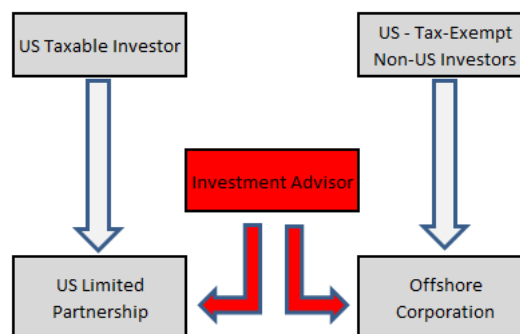 US Taxable Investor
US - Tax-Exempt
Non-US Investors
Investment Advisor
US Limited
Partnership
Offshore
Corporation